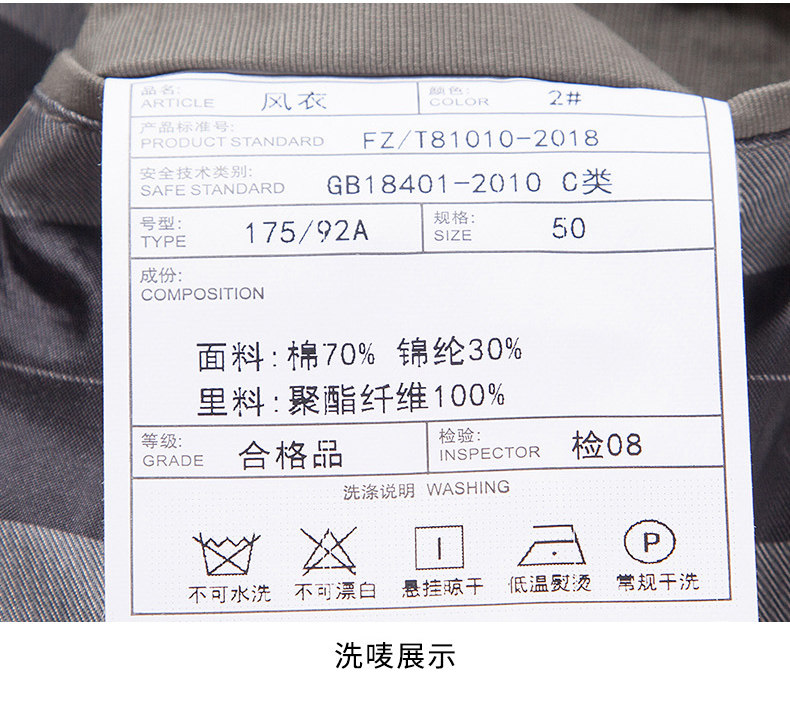 品名: 风衣 颜色: 2#
ARTICLE COLOR
产品标准号:
PRODUCT STANDARD FZ/T81010-2018
安全技术类别:
SAFE STANDARD GB18401-2010 C类
号型: 175/92A 规格: 50
TYPE SIZE
成份:
COMPOSITION
面料:棉70% 锦纶30%
里料:聚酯纤维100%
等级: 合格品 检验: 检08
GRADE INSPECTOR
洗涤说明 WASHING
P
不可水洗 不可漂白 悬挂晾干 低温熨烫 常规干洗
洗唛展示